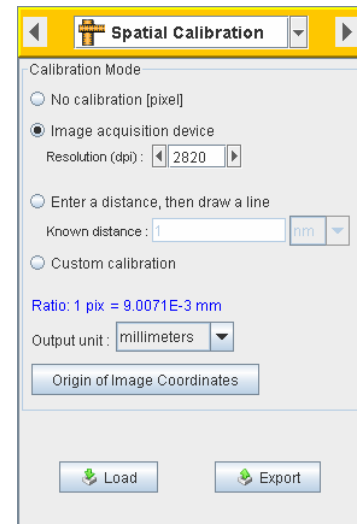 Spatial Calibration
Calibration Mode
No calibration [pixel]
Image acquisition device
Resolution (dpi) : 2820
Enter a distance, then draw a line
Known distance : 1 nm
Custom calibration
Ratio: 1 pix = 9.0071E-3 mm
Output unit : millimeters
Origin of Image Coordinates
Load Export